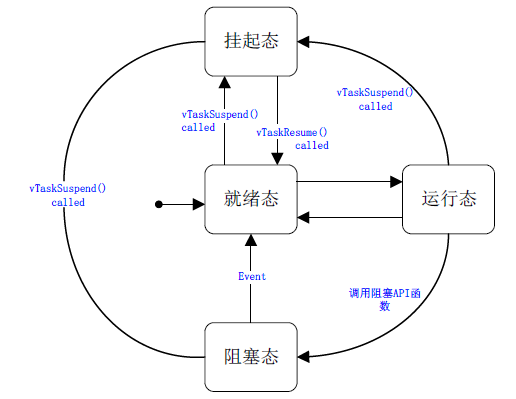 挂起态
vTaskSuspend()
called
vTaskSuspend()
called
vTaskResume()
called
vTaskSuspend()
called
就绪态
运行态
Event
调用阻塞API函
数
阻塞态